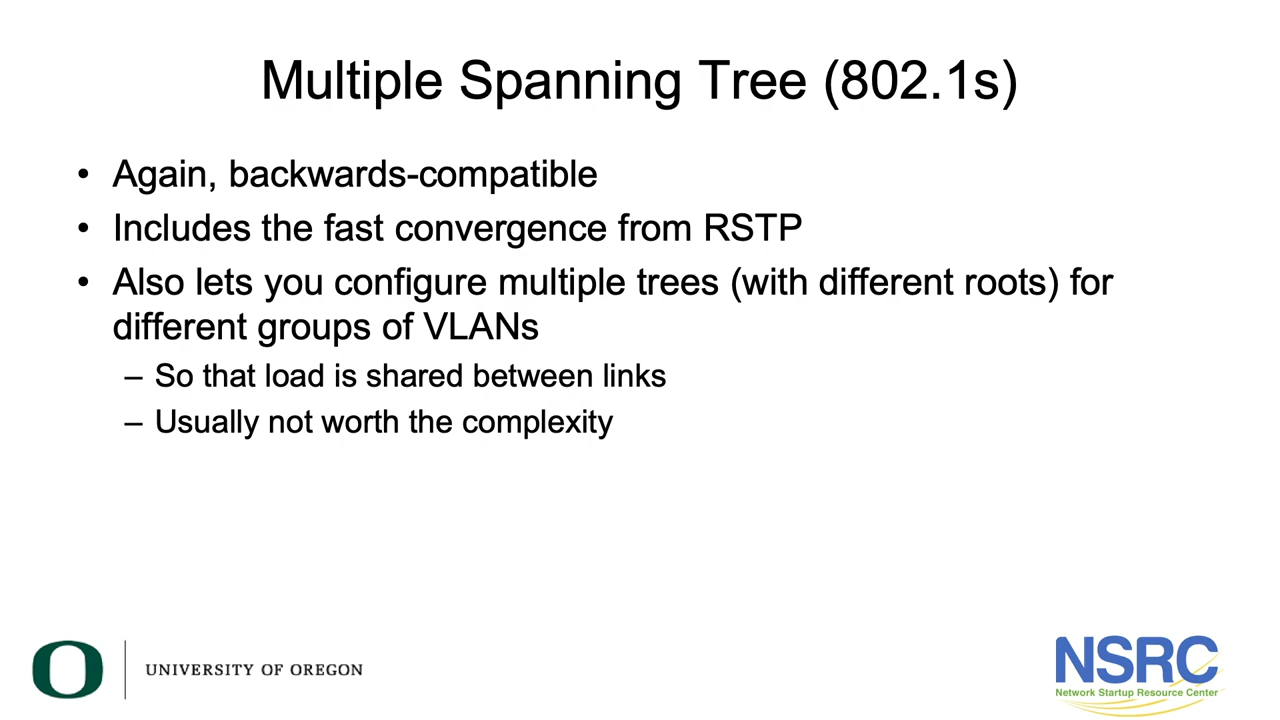 Multiple Spanning Tree (802.1s)
• Again, backwards-compatible
• Includes the fast convergence from RSTP
• Also lets you configure multiple trees (with different roots) for
different groups of VLANs
– So that load is shared between links
– Usually not worth the complexity
O
UNIVERSITY OF OREGON
NSRC
Network Startup Resource Center